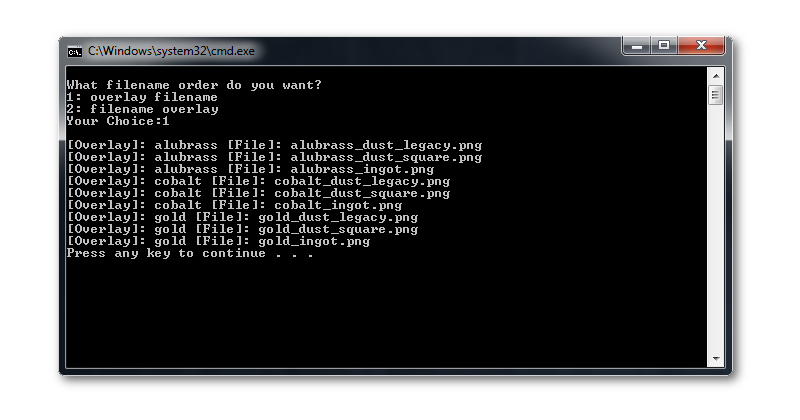 C:\Windows\system32\cmd.exe
What filename order do you want?
1: overlay filename
2: filename overlay
Your Choice:1
[Overlay]: alubrass [File]: alubrass_dust_legacy.png
[Overlay]: alubrass [File]: alubrass_dust_square.png
[Overlay]: alubrass [File]: alubrass_ingot.png
[Overlay]: cobalt [File]: cobalt_dust_legacy.png
[Overlay]: cobalt [File]: cobalt_dust_square.png
[Overlay]: cobalt [File]: cobalt_ingot.png
[Overlay]: gold [File]: gold_dust_legacy.png
[Overlay]: gold [File]: gold_dust_square.png
[Overlay]: gold [File]: gold_ingot.png
Press any key to continue . . .